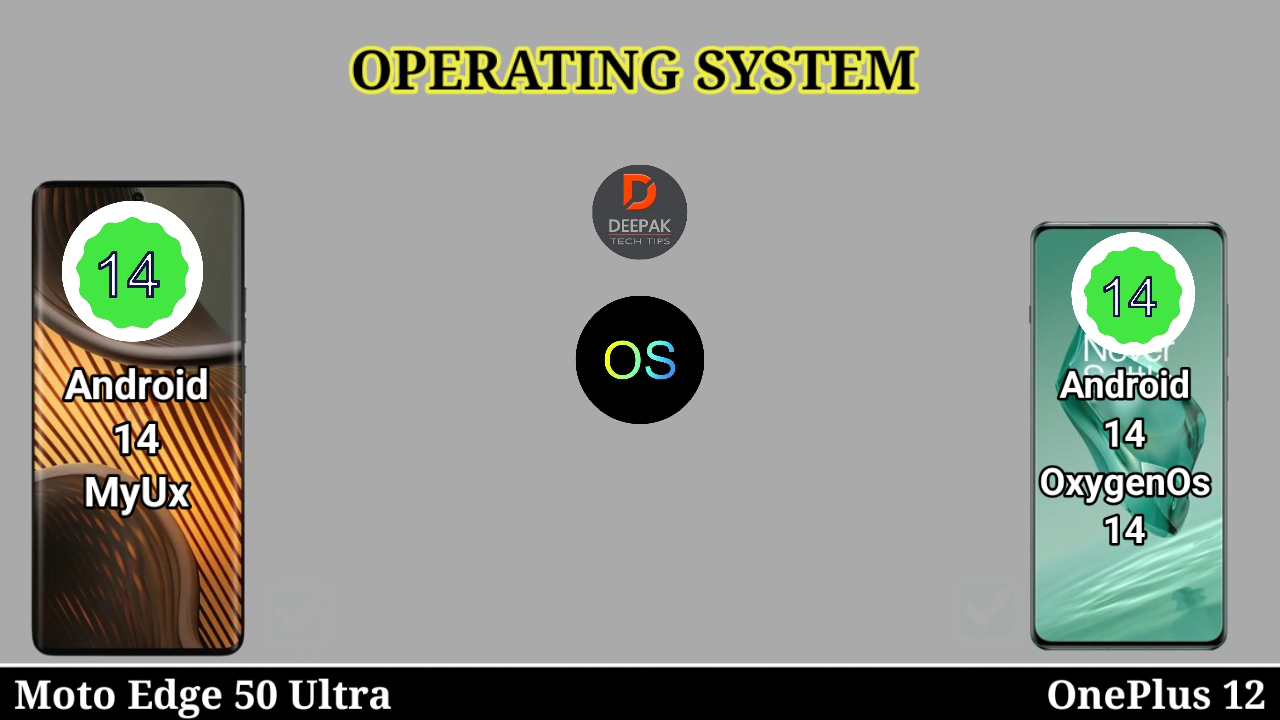 OPERATING SYSTEM
D
DEEPAK
TECH TIPS
OS
14
Android
14
MyUx
14
Never
Android
14
OxygenOs
14
Moto Edge 50 Ultra
OnePlus 12